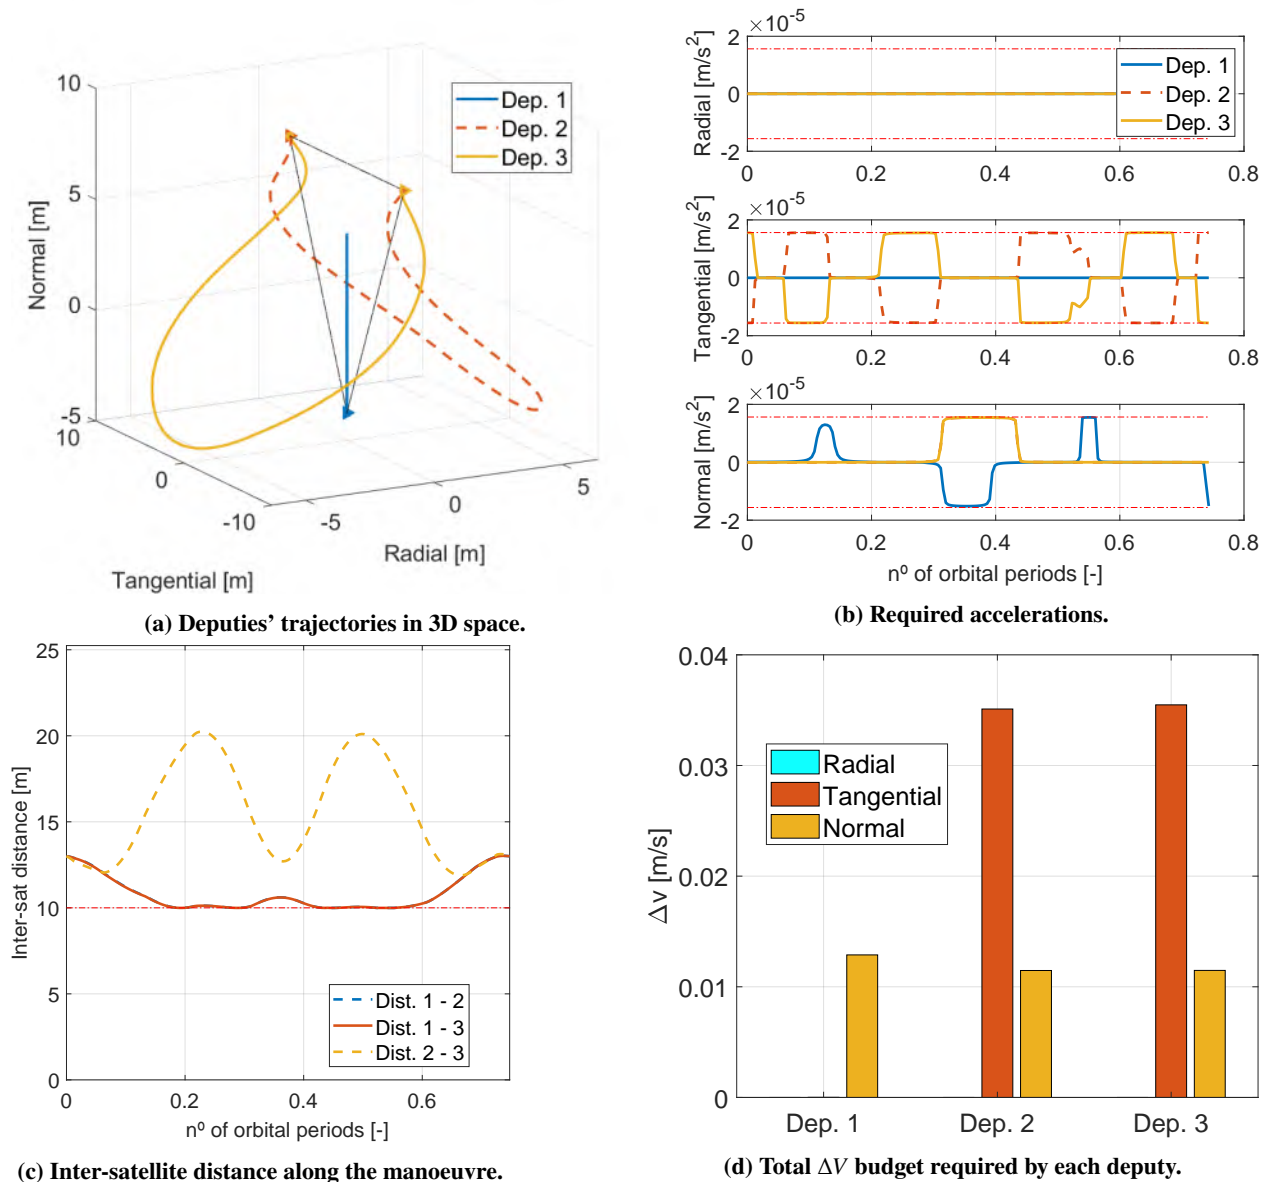 10
5
0
-5
Normal [m]
10
0
-10
Tangential [m]
-5
0
5
Radial [m]
Dep. 1
Dep. 2
Dep. 3
(a) Deputies' trajectories in 3D space.
×10⁻⁵
2
0
-2
Radial [m/s²]
Dep. 1
Dep. 2
Dep. 3
0 0.2 0.4 0.6 0.8
×10⁻⁵
2
0
-2
Tangential [m/s²]
0 0.2 0.4 0.6 0.8
×10⁻⁵
2
0
-2
Normal [m/s²]
0 0.2 0.4 0.6 0.8
nº of orbital periods [-]
(b) Required accelerations.
25
20
15
10
5
0
Inter-sat distance [m]
Dist. 1 - 2
Dist. 1 - 3
Dist. 2 - 3
0 0.2 0.4 0.6
nº of orbital periods [-]
(c) Inter-satellite distance along the manoeuvre.
0.04
0.03
0.02
0.01
0
Δv [m/s]
Radial
Tangential
Normal
Dep. 1 Dep. 2 Dep. 3
(d) Total ΔV budget required by each deputy.